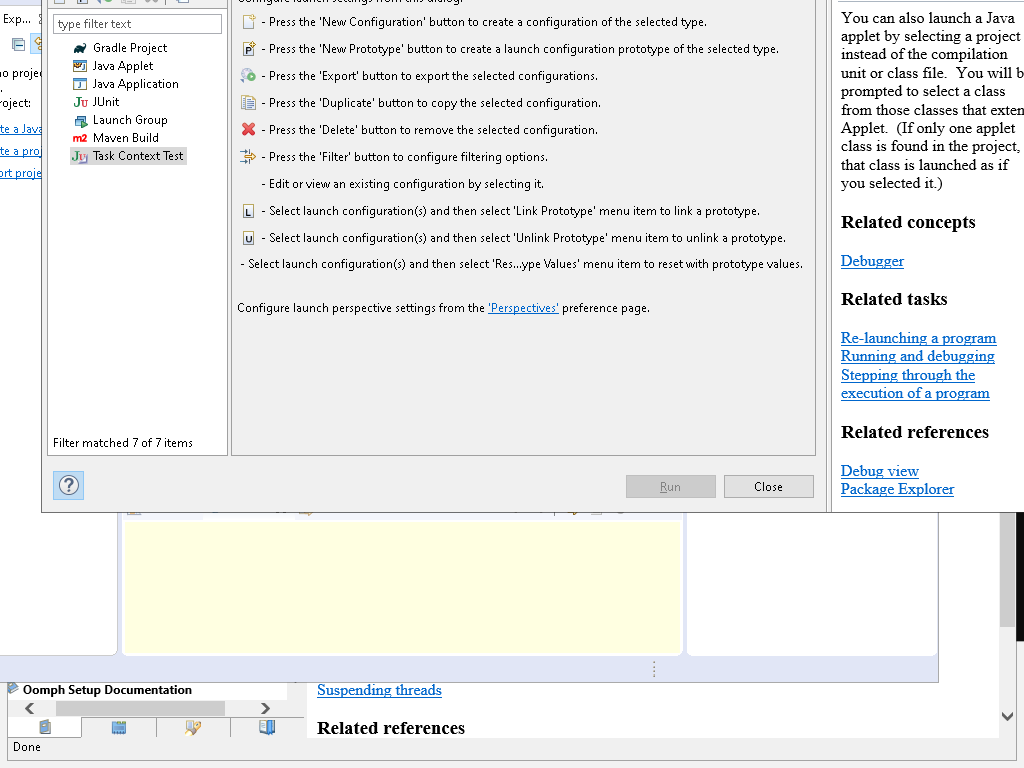 Exp...
no projec
.
roject:
te a Java
te a proj
ort proje
type filter text
Gradle Project
Java Applet
Java Application
JUnit
Launch Group
Maven Build
Task Context Test
Filter matched 7 of 7 items
Configure launch settings from this dialog:
- Press the 'New Configuration' button to create a configuration of the selected type.
- Press the 'New Prototype' button to create a launch configuration prototype of the selected type.
- Press the 'Export' button to export the selected configurations.
- Press the 'Duplicate' button to copy the selected configuration.
- Press the 'Delete' button to remove the selected configuration.
- Press the 'Filter' button to configure filtering options.
- Edit or view an existing configuration by selecting it.
- Select launch configuration(s) and then select 'Link Prototype' menu item to link a prototype.
- Select launch configuration(s) and then select 'Unlink Prototype' menu item to unlink a prototype.
- Select launch configuration(s) and then select 'Res...ype Values' menu item to reset with prototype values.
Configure launch perspective settings from the 'Perspectives' preference page.
Run
Close
You can also launch a Java
applet by selecting a project
instead of the compilation
unit or class file.  You will b
prompted to select a class
from those classes that exten
Applet.  (If only one applet
class is found in the project,
that class is launched as if
you selected it.)
Related concepts
Debugger
Related tasks
Re-launching a program
Running and debugging
Stepping through the
execution of a program
Related references
Debug view
Package Explorer
Oomph Setup Documentation
Suspending threads
Related references
Done